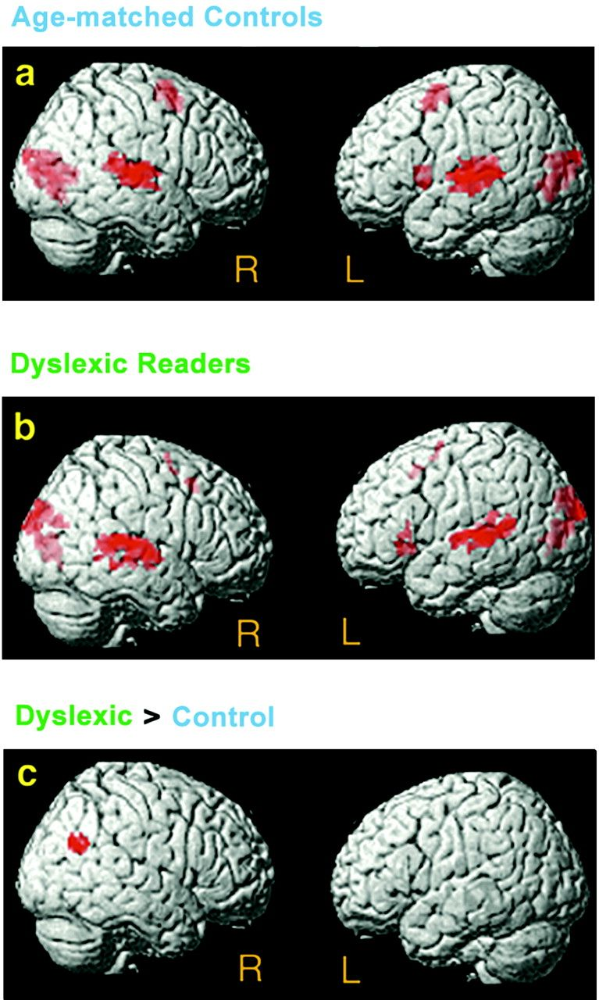 Age-matched Controls
a
R L
Dyslexic Readers
b
R L
Dyslexic > Control
c
R L